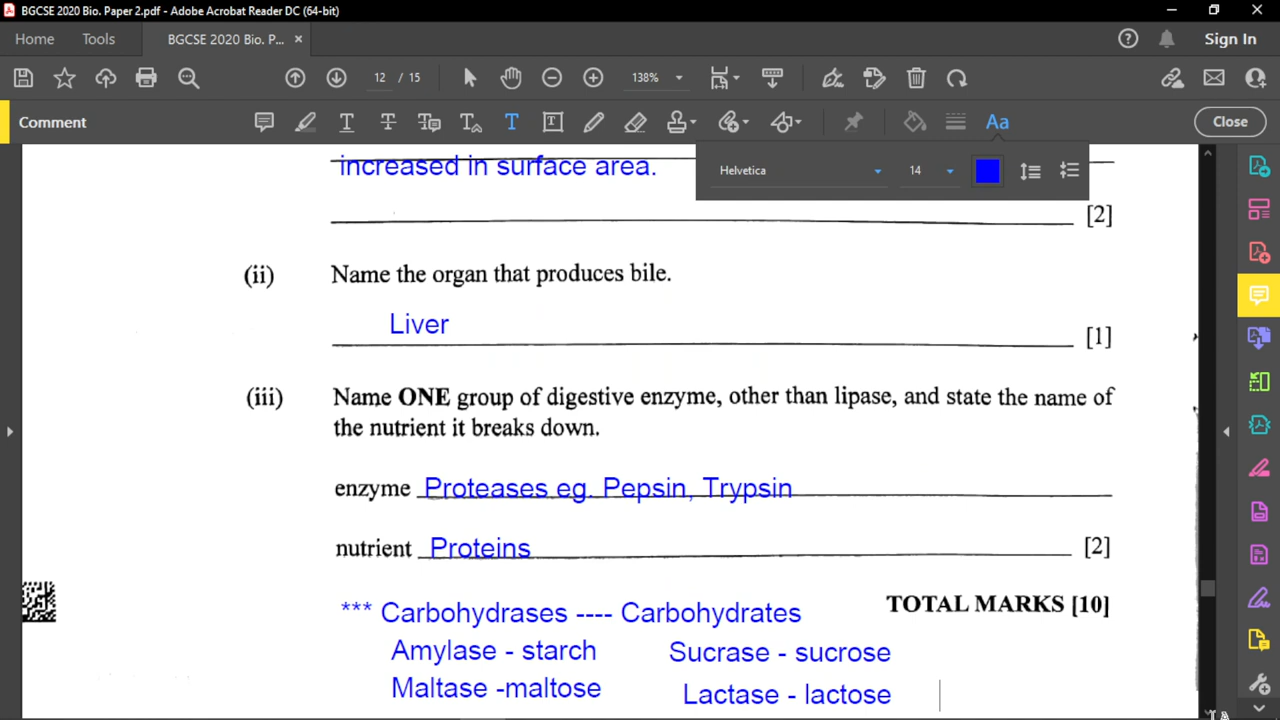 BGCSE 2020 Bio. Paper 2.pdf - Adobe Acrobat Reader DC (64-bit)
Home Tools BGCSE 2020 Bio. P... × Sign In
12 / 15 138%
Comment Close
Helvetica 14
increased in surface area.
[2]
(ii) Name the organ that produces bile.
Liver
[1]
(iii) Name ONE group of digestive enzyme, other than lipase, and state the name of
the nutrient it breaks down.
enzyme Proteases eg. Pepsin, Trypsin
nutrient Proteins [2]
*** Carbohydrases ---- Carbohydrates TOTAL MARKS [10]
Amylase - starch Sucrase - sucrose
Maltase -maltose Lactase - lactose